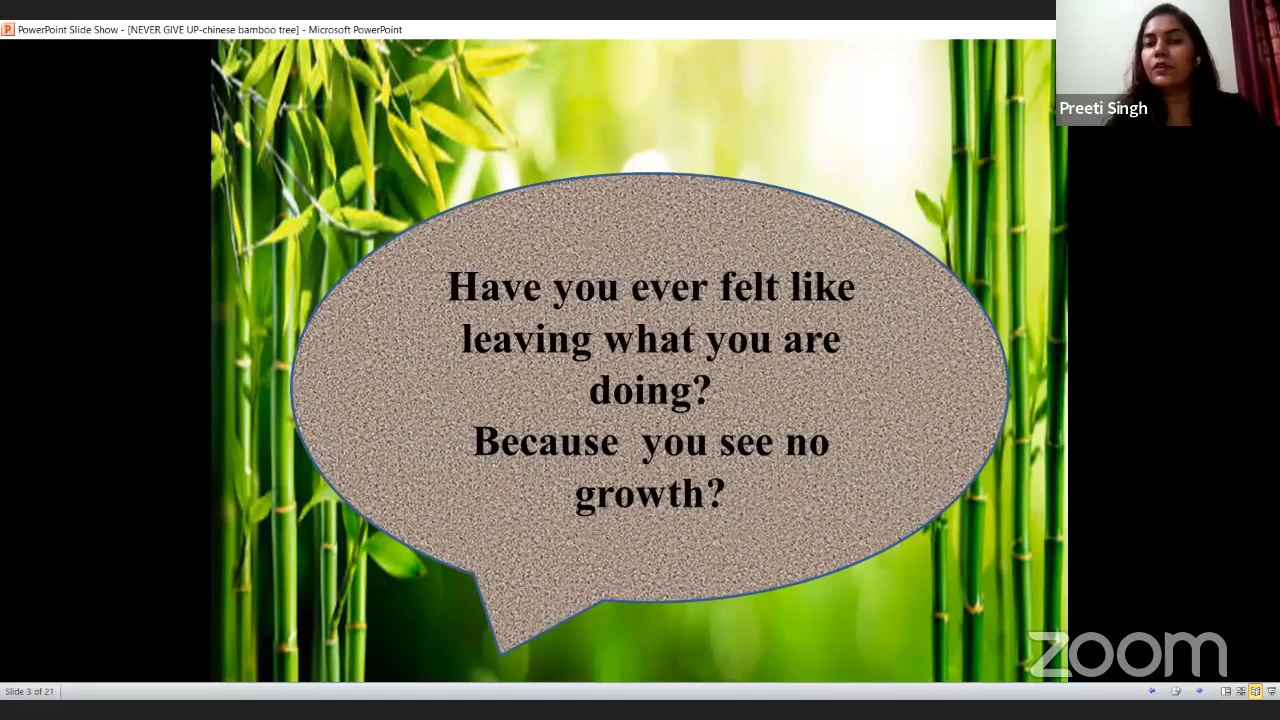 PowerPoint Slide Show - [NEVER GIVE UP-chinese bamboo tree] - Microsoft PowerPoint
Preeti Singh
Have you ever felt like
leaving what you are
doing?
Because you see no
growth?
zoom
Slide 3 of 21